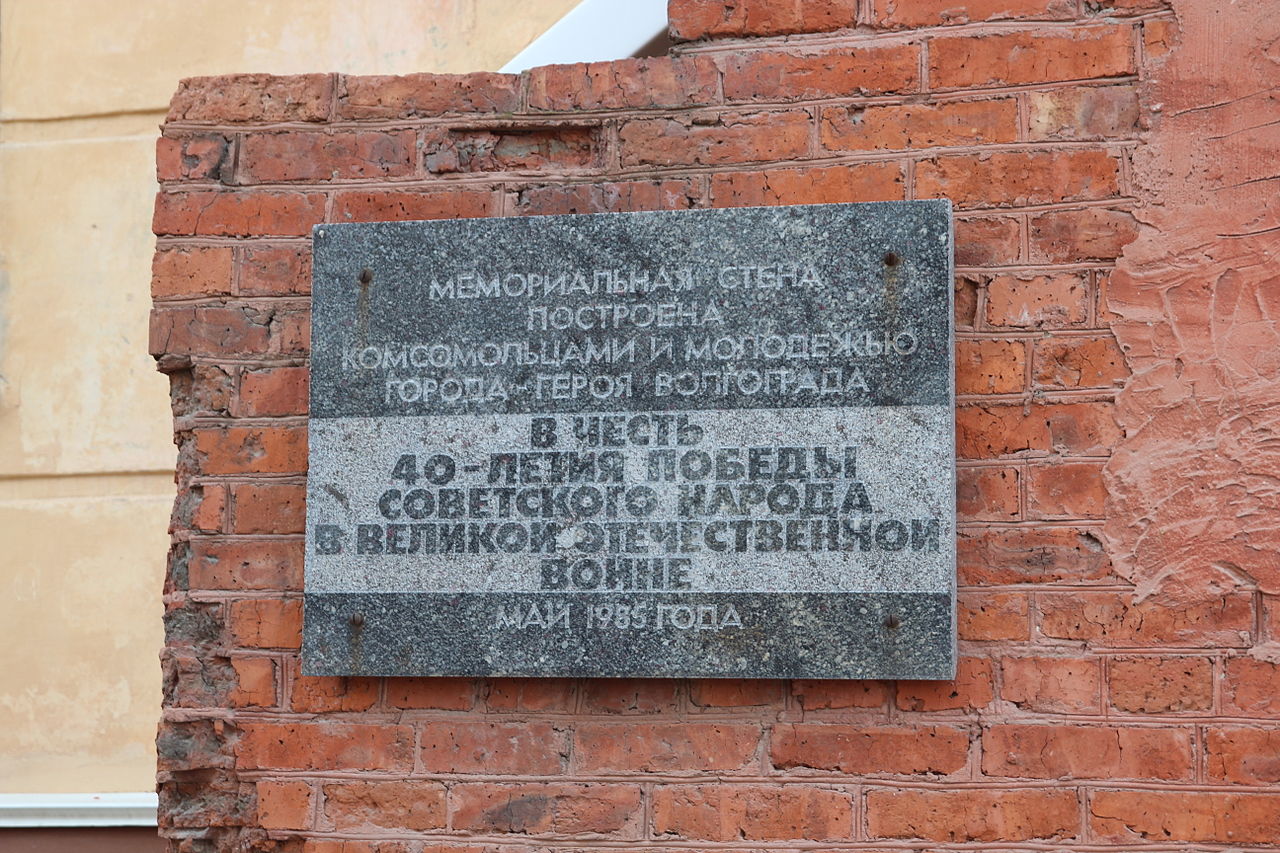 МЕМОРИАЛЬНАЯ СТЕНА
ПОСТРОЕНА
КОМСОМОЛЬЦАМИ И МОЛОДЕЖЬЮ
ГОРОДА-ГЕРОЯ ВОЛГОГРАДА
В ЧЕСТЬ
40-ЛЕТИЯ ПОБЕДЫ
СОВЕТСКОГО НАРОДА
В ВЕЛИКОЙ ОТЕЧЕСТВЕННОЙ
ВОЙНЕ
МАЙ 1985 ГОДА